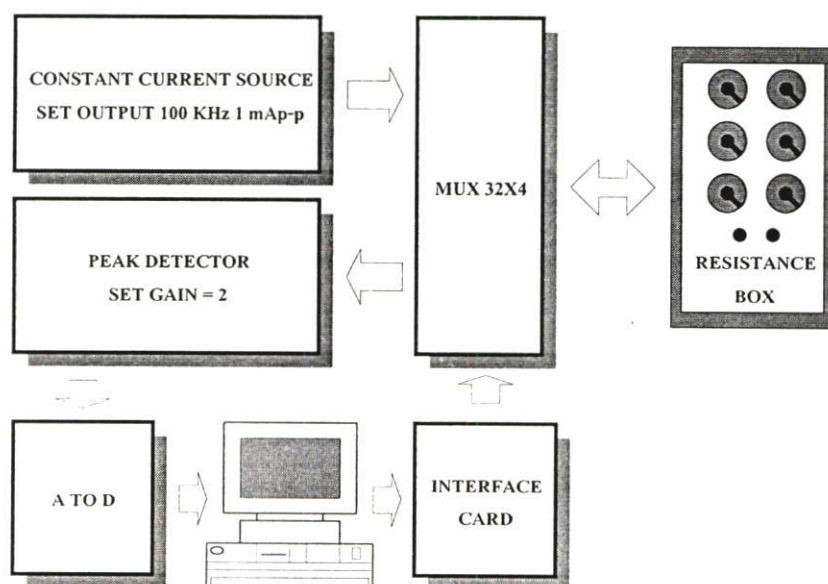 CONSTANT CURRENT SOURCE
SET OUTPUT 100 KHz 1 mAp-p
MUX 32X4
PEAK DETECTOR
SET GAIN = 2
RESISTANCE
BOX
A TO D
INTERFACE
CARD